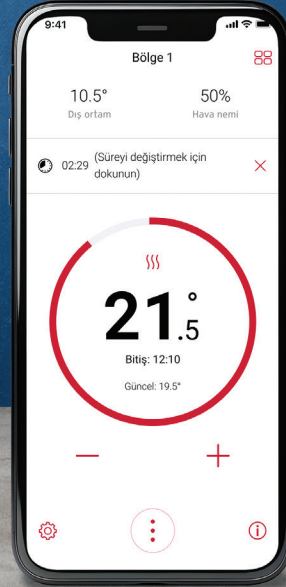 9:41
Bölge 1
10.5° 50%
Dış ortam Hava nemi
02:29 (Süreyi değiştirmek için
dokunun)
21.5°
Bitiş: 12:10
Güncel: 19.5°